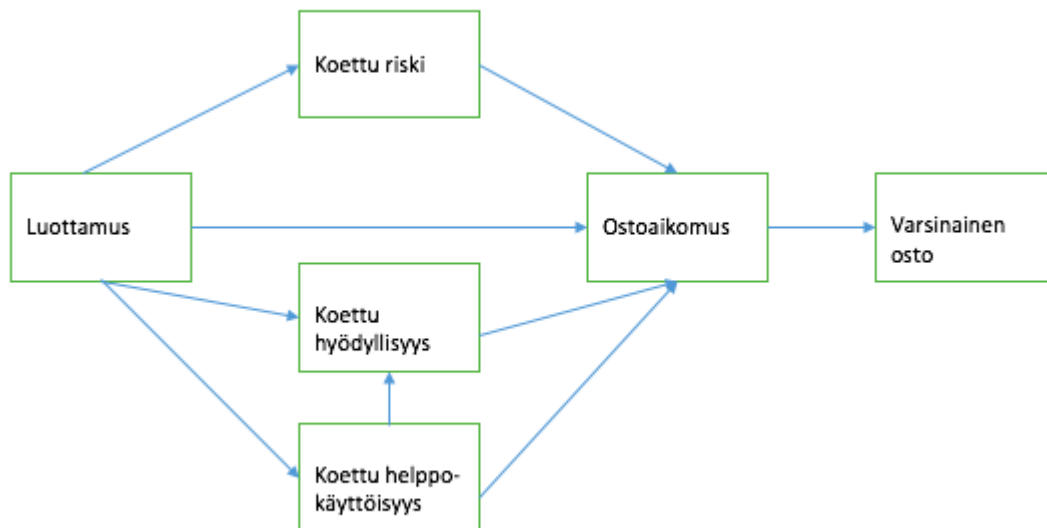 Koettu riski
Luottamus
Ostoaikomus
Varsinainen
osto
Koettu
hyödyllisyys
Koettu helppo-
käyttöisyys